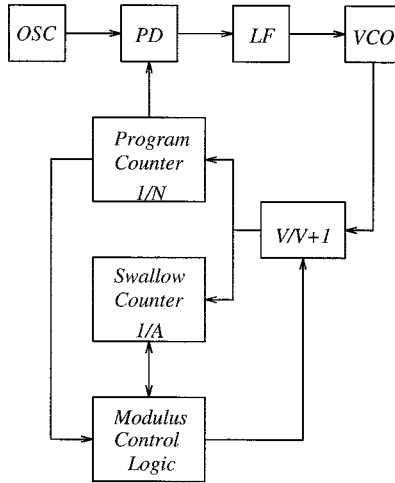 OSC
PD
LF
VCO
Program
Counter
1/N
V/V+1
Swallow
Counter
1/A
Modulus
Control
Logic